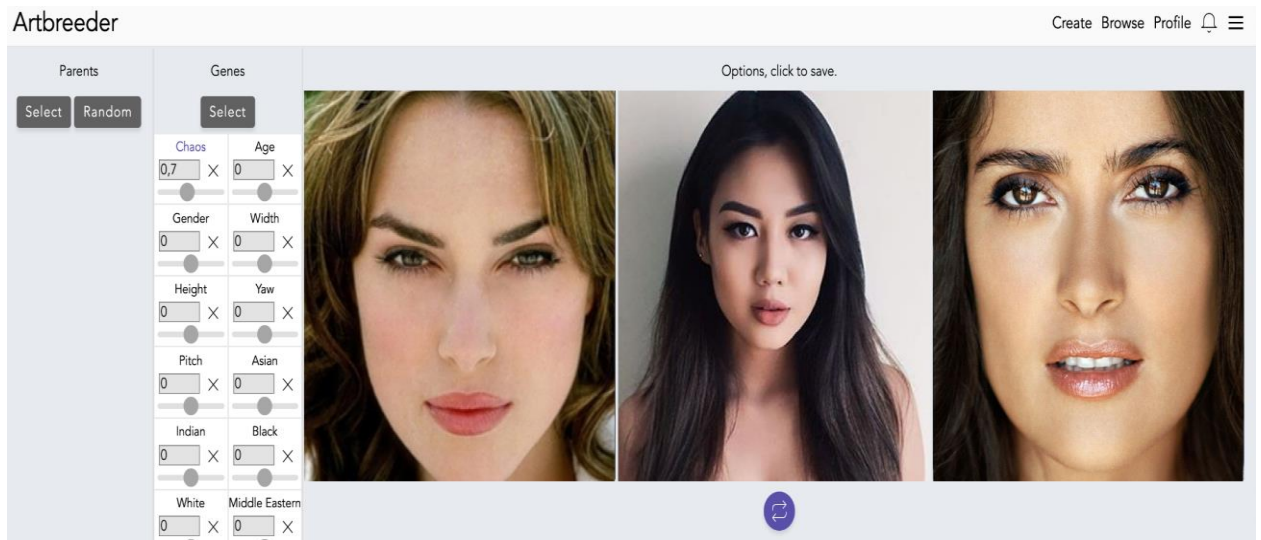 Artbreeder
Create Browse Profile
Parents
Select Random
Genes
Select
Options, click to save.
Chaos Age
0,7 X 0 X
Gender Width
0 X 0 X
Height Yaw
0 X 0 X
Pitch Asian
0 X 0 X
Indian Black
0 X 0 X
White Middle Eastern
0 X 0 X